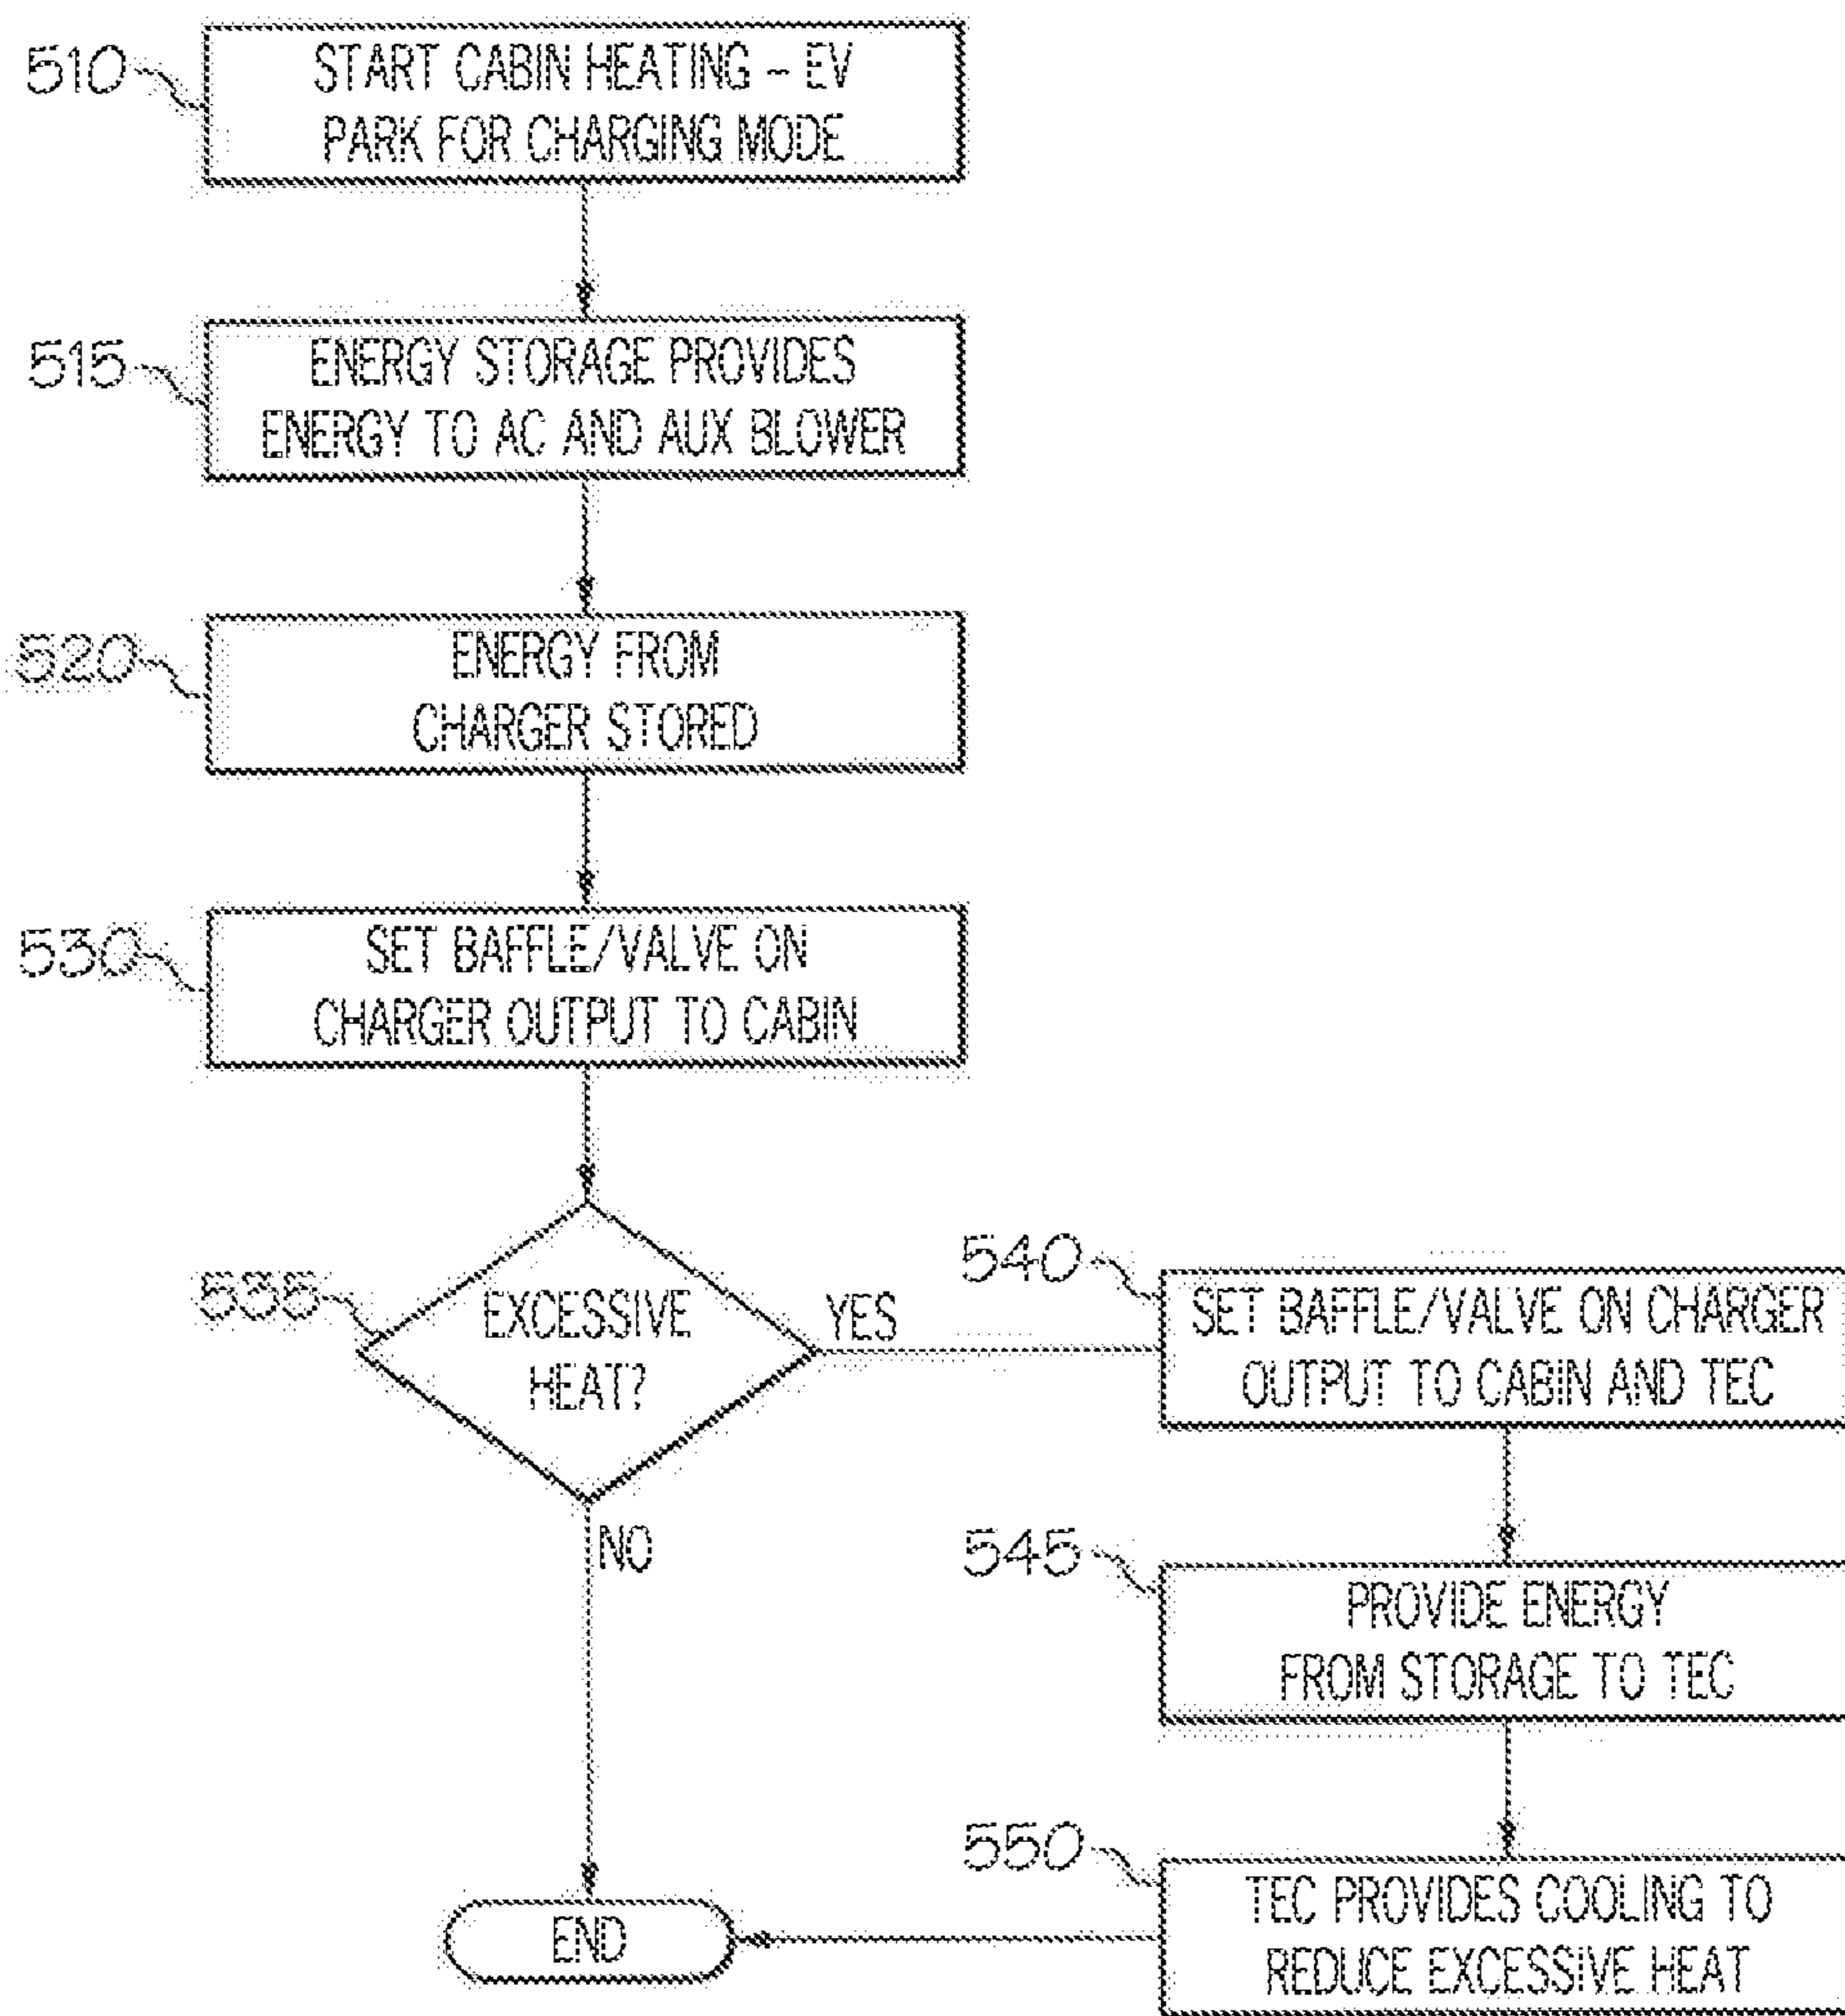 510
START CABIN HEATING - EV
PARK FOR CHARGING MODE
515
ENERGY STORAGE PROVIDES
ENERGY TO AC AND AUX BLOWER
520
ENERGY FROM
CHARGER STORED
530
SET BAFFLE/VALVE ON
CHARGER OUTPUT TO CABIN
535
EXCESSIVE
HEAT?
YES
NO
540
SET BAFFLE/VALVE ON CHARGER
OUTPUT TO CABIN AND TEC
545
PROVIDE ENERGY
FROM STORAGE TO TEC
550
TEC PROVIDES COOLING TO
REDUCE EXCESSIVE HEAT
END